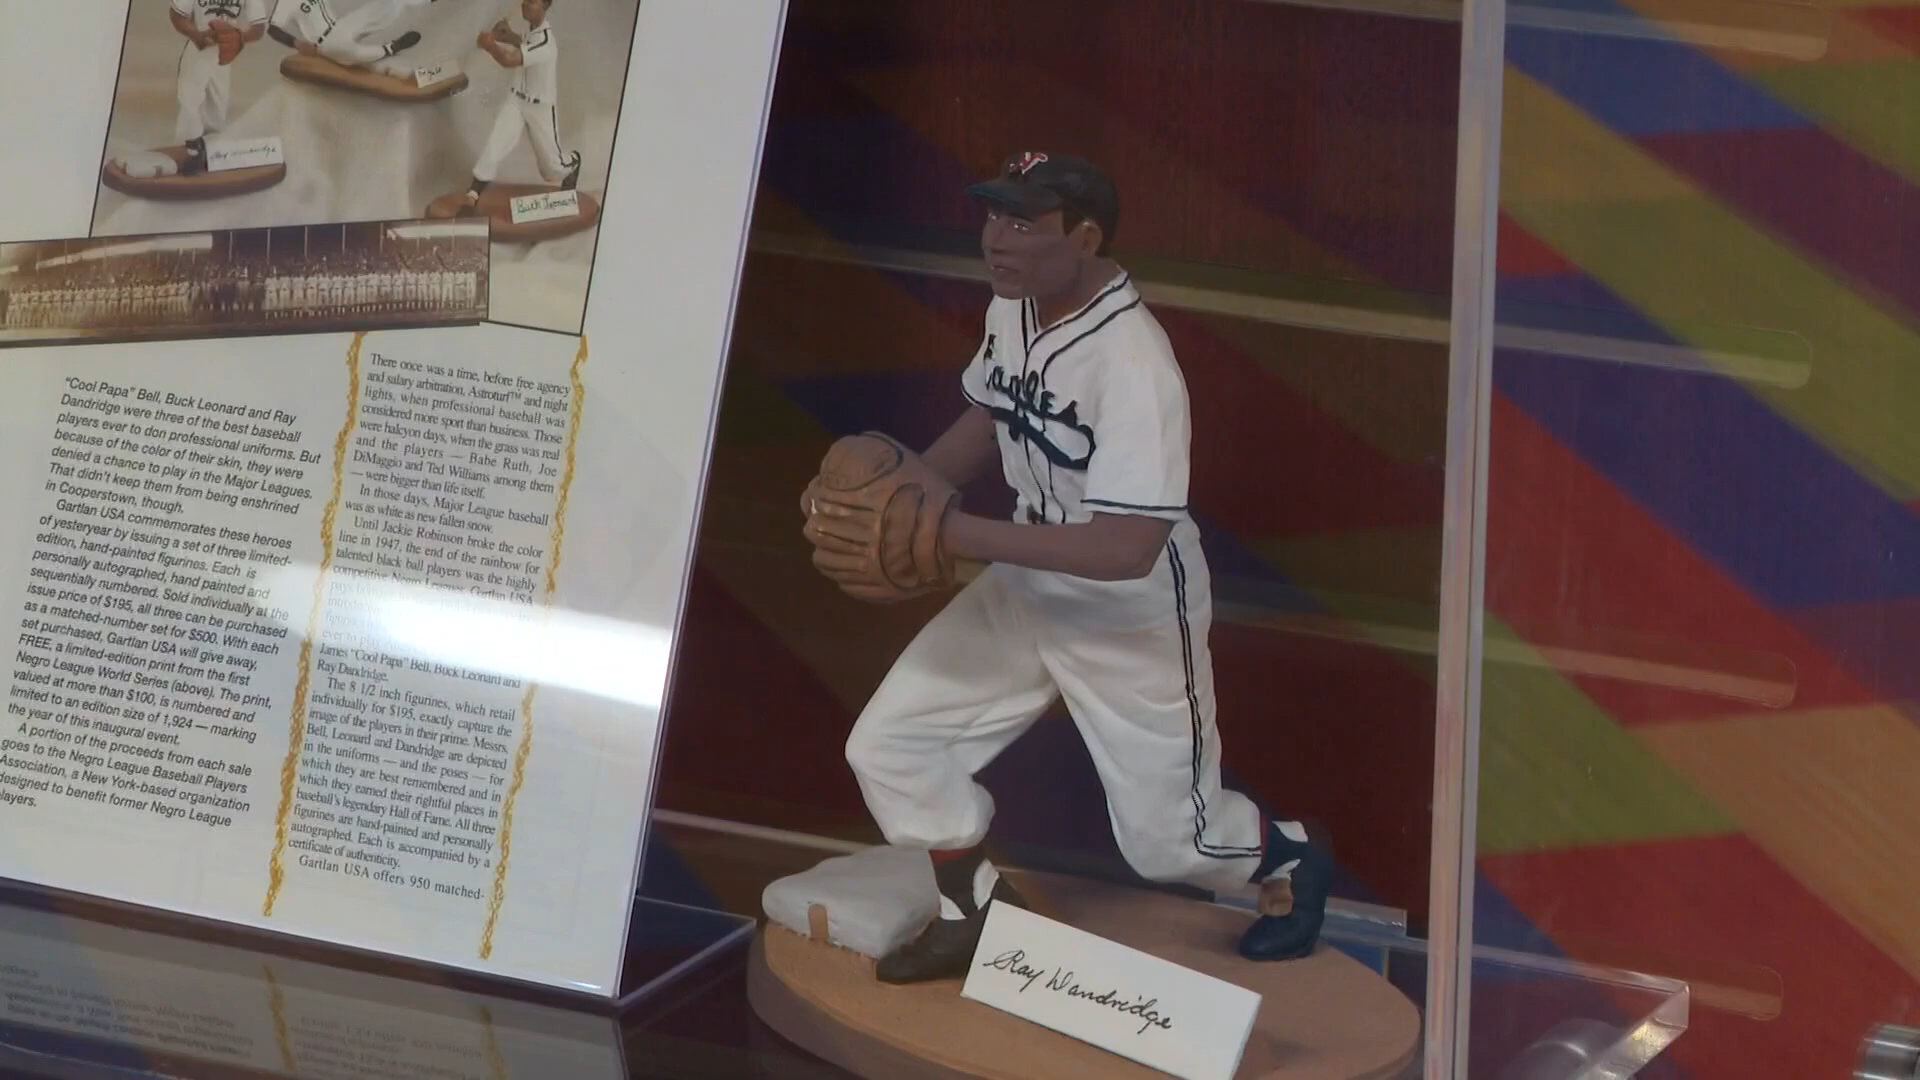 Eagles
Ray Dandridge
Buck Leonard
"Cool Papa" Bell, Buck Leonard and Ray
Dandridge were three of the best baseball
players ever to don professional uniforms. But
because of the color of their skin, they were
denied a chance to play in the Major Leagues.
That didn't keep them from being enshrined
in Cooperstown, though.
Gartlan USA commemorates these heroes
of yesteryear by issuing a set of three limited-
edition, hand-painted figurines. Each is
personally autographed, hand painted and
sequentially numbered. Sold individually at the
issue price of $195, all three can be purchased
as a matched-number set for $500. With each
set purchased, Gartlan USA will give away,
FREE, a limited-edition print from the first
Negro League World Series (above). The print,
valued at more than $100, is numbered and
limited to an edition size of 1,924 — marking
the year of this inaugural event.
A portion of the proceeds from each sale
goes to the Negro League Baseball Players
Association, a New York-based organization
designed to benefit former Negro League
layers.
There once was a time, before free agency
and salary arbitration, Astroturf™ and night
lights, when professional baseball was
considered more sport than business. Those
were halcyon days, when the grass was real
and the players — Babe Ruth, Joe
DiMaggio and Ted Williams among them
— were bigger than life itself.
In those days, Major League baseball
was as white as new fallen snow.
Until Jackie Robinson broke the color
line in 1947, the end of the rainbow for
talented black ball players was the highly
competitive Negro Leagues. Gartlan USA
ever to play
James "Cool Papa" Bell, Buck Leonard and
Ray Dandridge.
The 8 1/2 inch figurines, which retail
individually for $195, exactly capture the
image of the players in their prime. Messrs.
Bell, Leonard and Dandridge are depicted
in the uniforms — and the poses — for
which they are best remembered and in
which they earned their rightful places in
baseball's legendary Hall of Fame. All three
figurines are hand-painted and personally
autographed. Each is accompanied by a
certificate of authenticity.
Gartlan USA offers 950 matched-
Eagles
Ray Dandridge